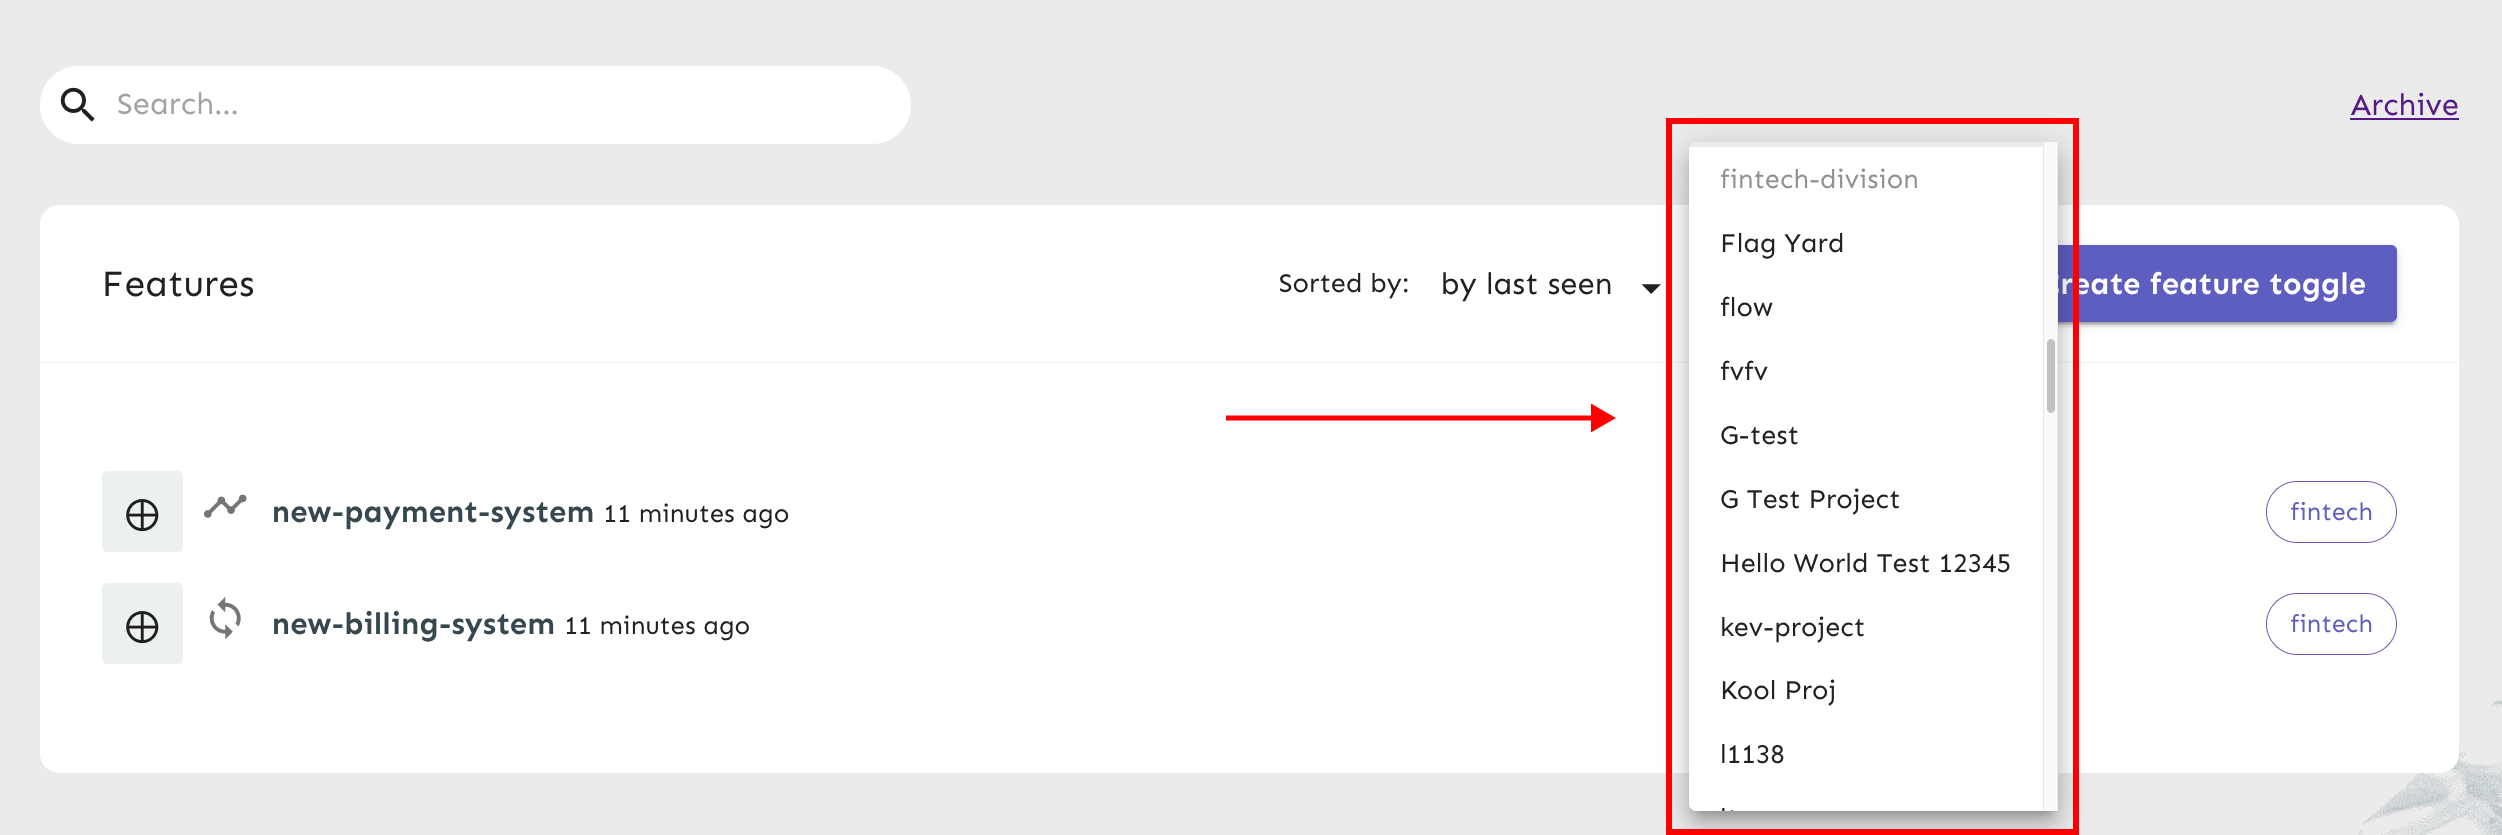 Search...
Archive
Features
Sorted by: by last seen
reate feature toggle
fintech-division
Flag Yard
flow
fvfv
G-test
G Test Project
Hello World Test 12345
kev-project
Kool Proj
l1138
new-payment-system 11 minutes ago
fintech
new-billing-system 11 minutes ago
fintech